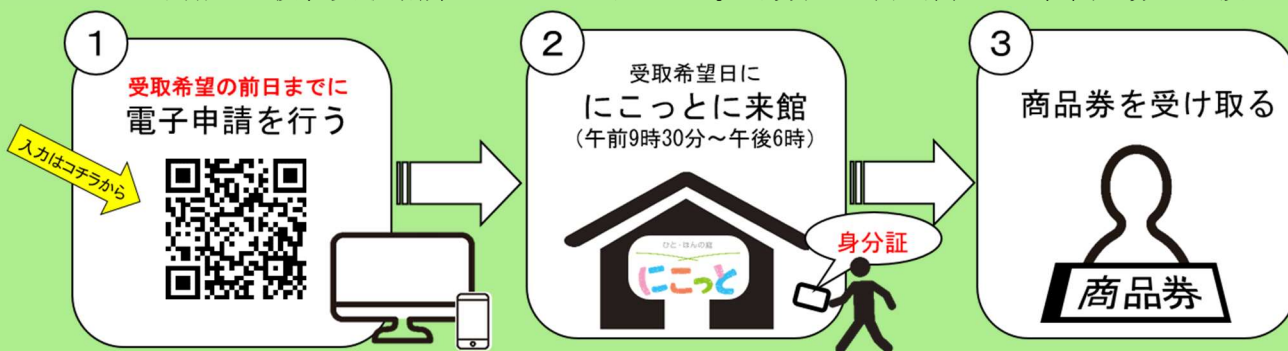 1
受取希望の前日までに
電子申請を行う
入力はコチラから
2
受取希望日に
にこっとに来館
(午前9時30分～午後6時)
ひと・ほんの庭
にこっと
身分証
3
商品券を受け取る
商品券